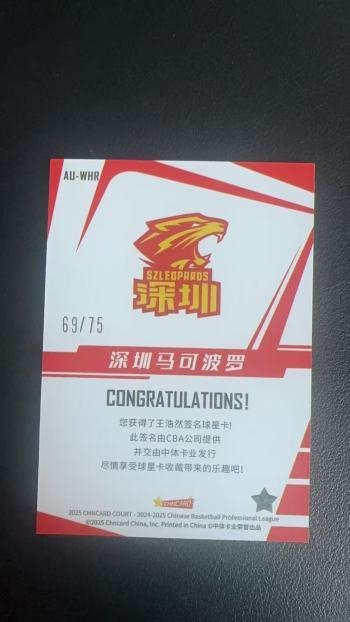 AU-WHR
SZLEOPARDS
深圳
69/75
深圳马可波罗
CONGRATULATIONS!
您获得了王浩然签名球星卡!
此签名由CBA公司提供
并交由中体卡业发行
尽情享受球星卡收藏带来的乐趣吧!
CHNCARD
2025 CHNCARD COURT - 2024-2025 Chinese Basketball Professional League
©2025 Chncard China, Inc. Printed in China ©中体卡业荣誉出品